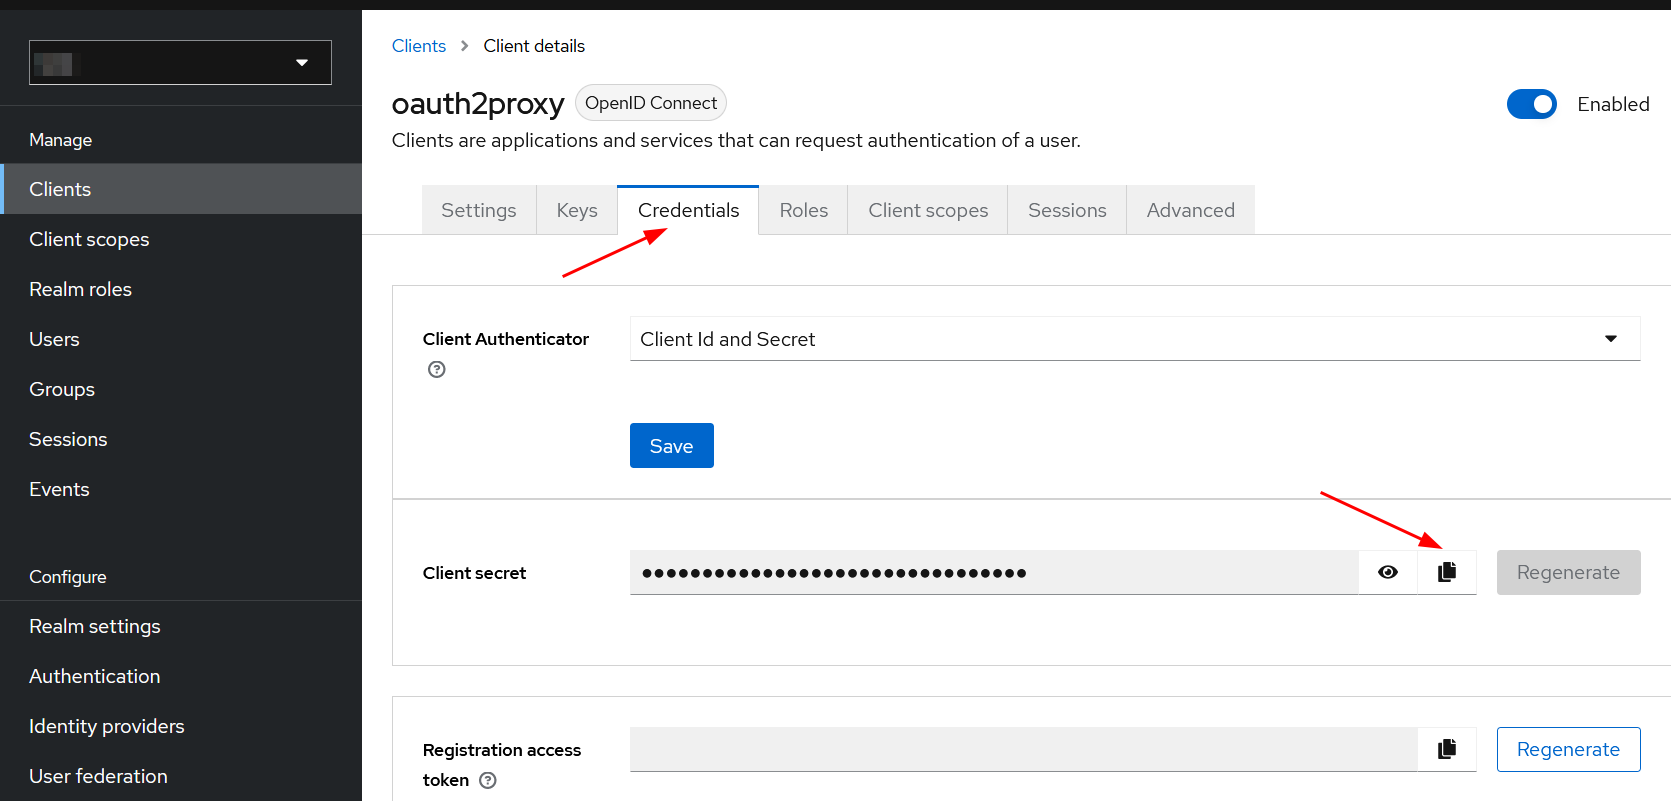 Manage
Clients
Client scopes
Realm roles
Users
Groups
Sessions
Events
Configure
Realm settings
Authentication
Identity providers
User federation
Clients > Client details
oauth2proxy OpenID Connect
Enabled
Clients are applications and services that can request authentication of a user.
Settings Keys Credentials Roles Client scopes Sessions Advanced
Client Authenticator
Client Id and Secret
Save
Client secret
●●●●●●●●●●●●●●●●●●●●●●●●●●●●●●●●
Regenerate
Registration access
token
Regenerate